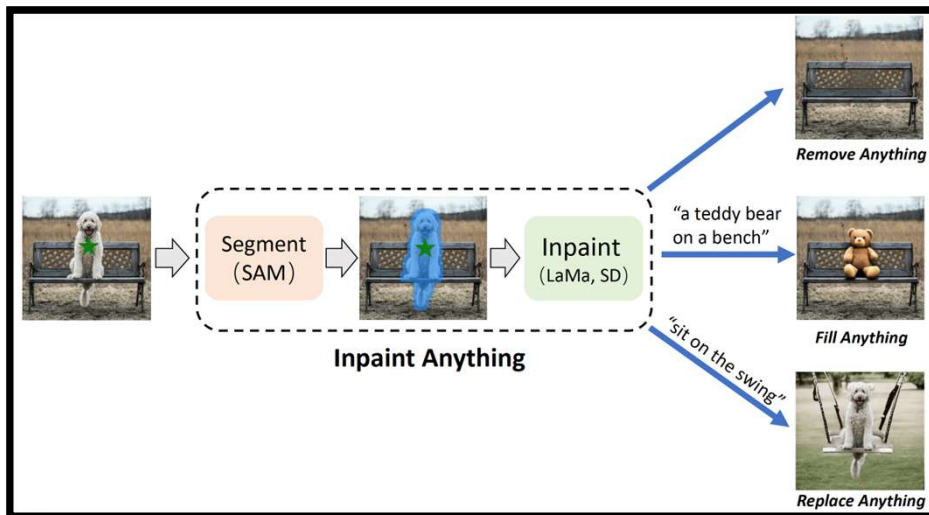 Remove Anything
Segment
(SAM)
Inpaint
(LaMa, SD)
Inpaint Anything
“a teddy bear
on a bench”
Fill Anything
“sit on the swing”
Replace Anything